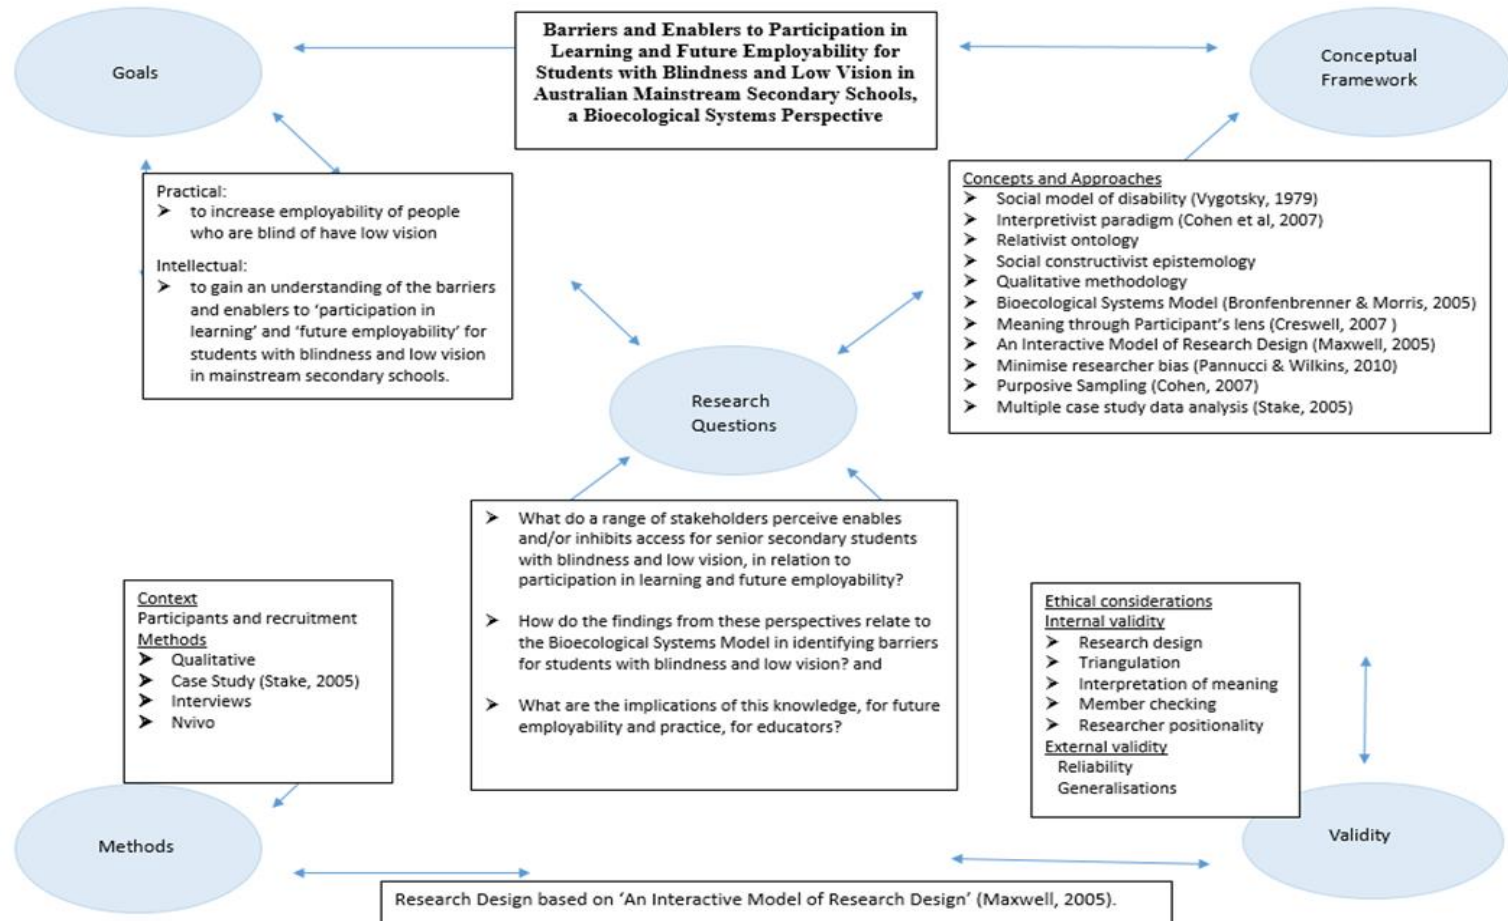 Barriers and Enablers to Participation in
Learning and Future Employability for
Students with Blindness and Low Vision in
Australian Mainstream Secondary Schools,
a Bioecological Systems Perspective
Goals
Conceptual
Framework
Practical:
➤ to increase employability of people
who are blind of have low vision
Intellectual:
➤ to gain an understanding of the barriers
and enablers to ‘participation in
learning’ and ‘future employability’ for
students with blindness and low vision
in mainstream secondary schools.
Concepts and Approaches
➤ Social model of disability (Vygotsky, 1979)
➤ Interpretivist paradigm (Cohen et al, 2007)
➤ Relativist ontology
➤ Social constructivist epistemology
➤ Qualitative methodology
➤ Bioecological Systems Model (Bronfenbrenner & Morris, 2005)
➤ Meaning through Participant’s lens (Creswell, 2007 )
➤ An Interactive Model of Research Design (Maxwell, 2005)
➤ Minimise researcher bias (Pannucci & Wilkins, 2010)
➤ Purposive Sampling (Cohen, 2007)
➤ Multiple case study data analysis (Stake, 2005)
Research
Questions
➤ What do a range of stakeholders perceive enables
and/or inhibits access for senior secondary students
with blindness and low vision, in relation to
participation in learning and future employability?
➤ How do the findings from these perspectives relate to
the Bioecological Systems Model in identifying barriers
for students with blindness and low vision? and
➤ What are the implications of this knowledge, for future
employability and practice, for educators?
Context
Participants and recruitment
Methods
➤ Qualitative
➤ Case Study (Stake, 2005)
➤ Interviews
➤ Nvivo
Ethical considerations
Internal validity
➤ Research design
➤ Triangulation
➤ Interpretation of meaning
➤ Member checking
➤ Researcher positionality
External validity
Reliability
Generalisations
Methods
Validity
Research Design based on ‘An Interactive Model of Research Design’ (Maxwell, 2005).